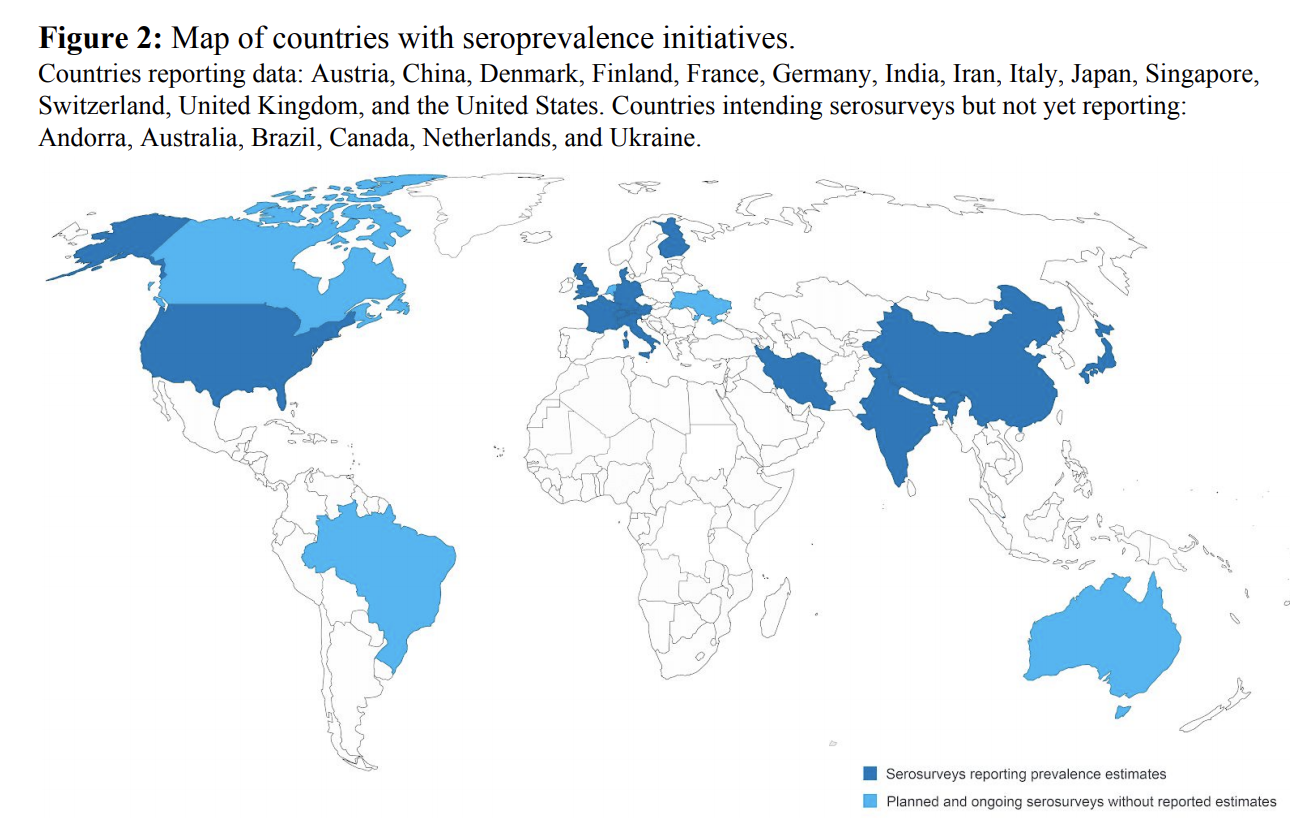 Figure 2: Map of countries with seroprevalence initiatives.
Countries reporting data: Austria, China, Denmark, Finland, France, Germany, India, Iran, Italy, Japan, Singapore,
Switzerland, United Kingdom, and the United States. Countries intending serosurveys but not yet reporting:
Andorra, Australia, Brazil, Canada, Netherlands, and Ukraine.
Serosurveys reporting prevalence estimates
Planned and ongoing serosurveys without reported estimates